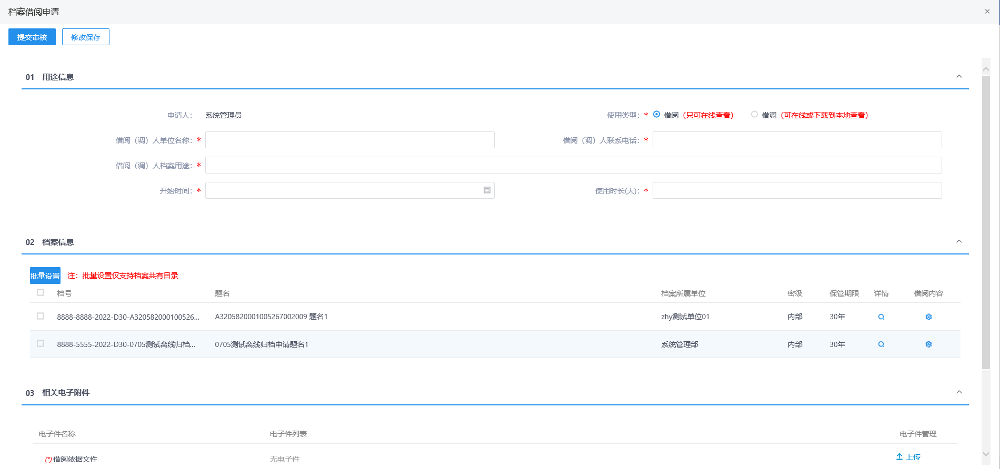 档案借阅申请
×
提交审核 修改保存
01 用途信息
申请人： 系统管理员 使用类型：* 借阅（只可在线查看） 借调（可在线或下载到本地查看）
借阅（调）人单位名称：* 借阅（调）人联系电话：*
借阅（调）人档案用途：*
开始时间：* 使用时长(天)：*
02 档案信息
批量设置 注：批量设置仅支持档案共有目录
档号 题名 档案所属单位 密级 保管期限 详情 借阅内容
8888-8888-2022-D30-A320582000100526... A3205820001005267002009 题名1 zhy测试单位01 内部 30年
8888-5555-2022-D30-0705测试离线归档... 0705测试离线归档申请题名1 系统管理部 内部 30年
03 相关电子附件
电子件名称 电子件列表 电子件管理
(*)借阅依据文件 无电子件 上传